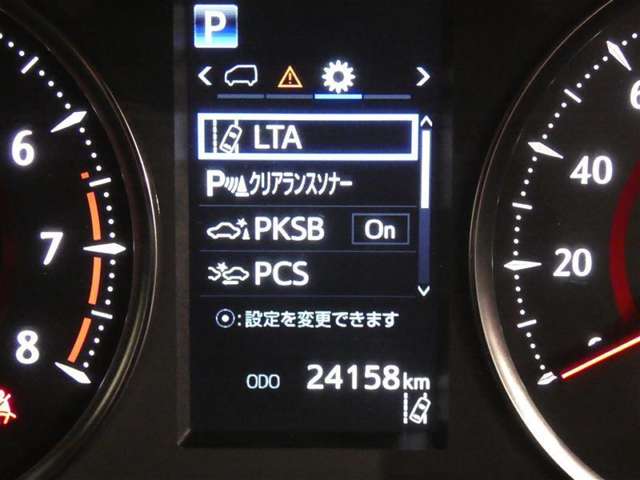 P
LTA
Pクリアランスソナー
PKSB On
PCS
⦿:設定を変更できます
ODO 24158km
6
7
8
40
20